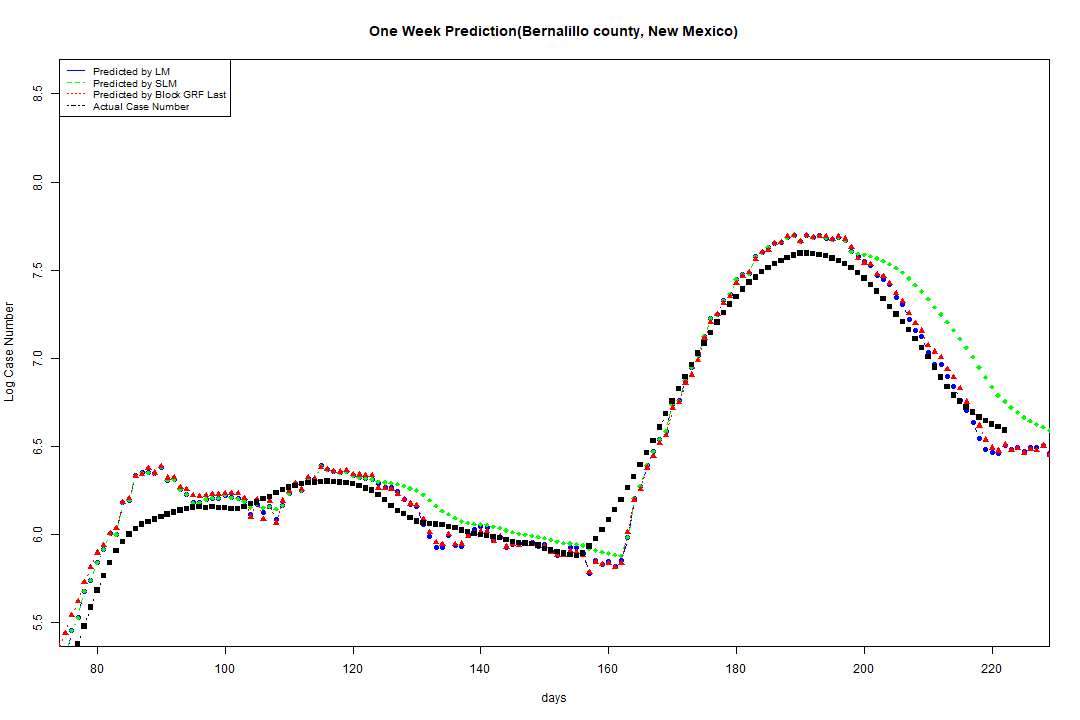 One Week Prediction(Bernalillo county, New Mexico)
Predicted by LM
Predicted by SLM
Predicted by Block GRF Last
Actual Case Number
8.5
8.0
7.5
7.0
6.5
6.0
5.5
Log Case Number
80 100 120 140 160 180 200 220
days